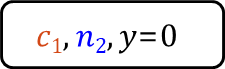 c₁, n₂, y=0